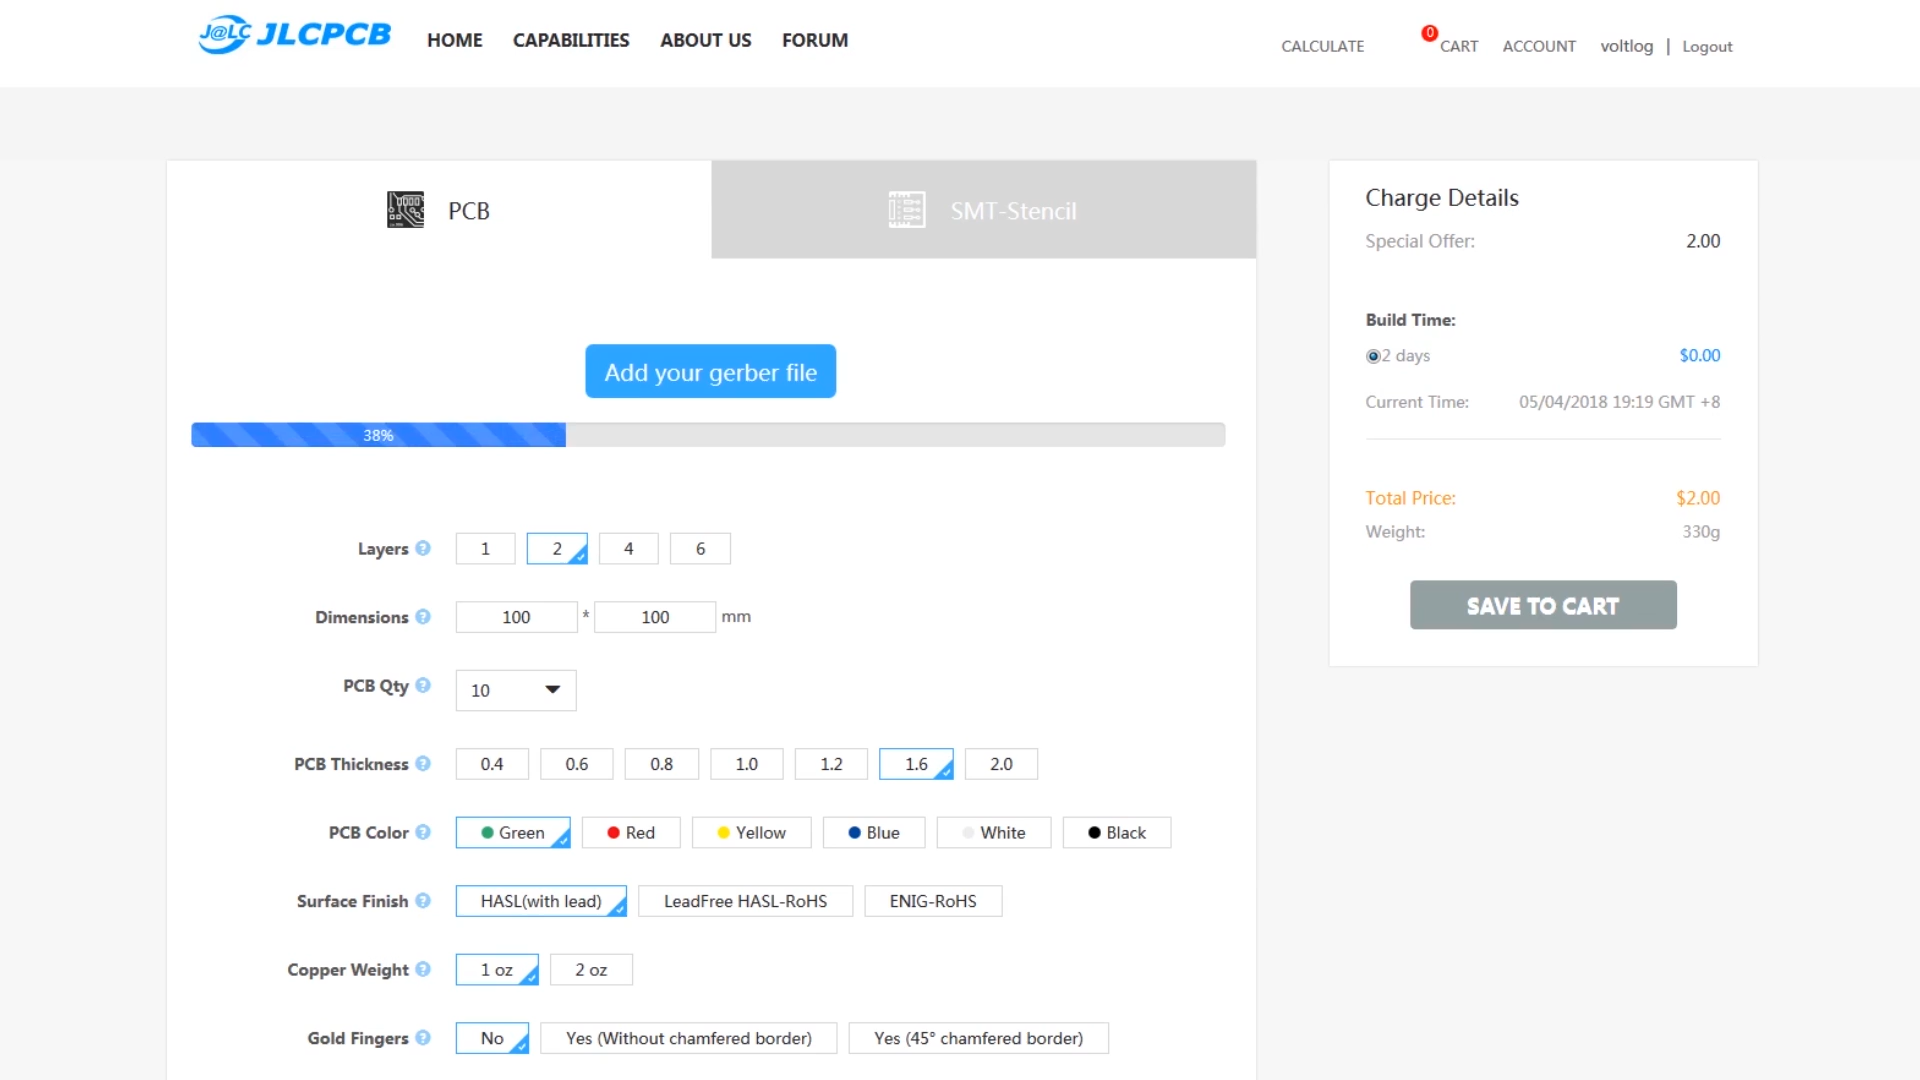 J@LC JLCPCB HOME CAPABILITIES ABOUT US FORUM CALCULATE 0 CART ACCOUNT voltlog | Logout
PCB SMT-Stencil
Charge Details
Special Offer: 2.00
Build Time:
2 days $0.00
Current Time: 05/04/2018 19:19 GMT +8
Total Price: $2.00
Weight: 330g
SAVE TO CART
Add your gerber file
38%
Layers ? 1 2 4 6
Dimensions ? 100 * 100 mm
PCB Qty ? 10
PCB Thickness ? 0.4 0.6 0.8 1.0 1.2 1.6 2.0
PCB Color ? Green Red Yellow Blue White Black
Surface Finish ? HASL(with lead) LeadFree HASL-RoHS ENIG-RoHS
Copper Weight ? 1 oz 2 oz
Gold Fingers ? No Yes (Without chamfered border) Yes (45° chamfered border)